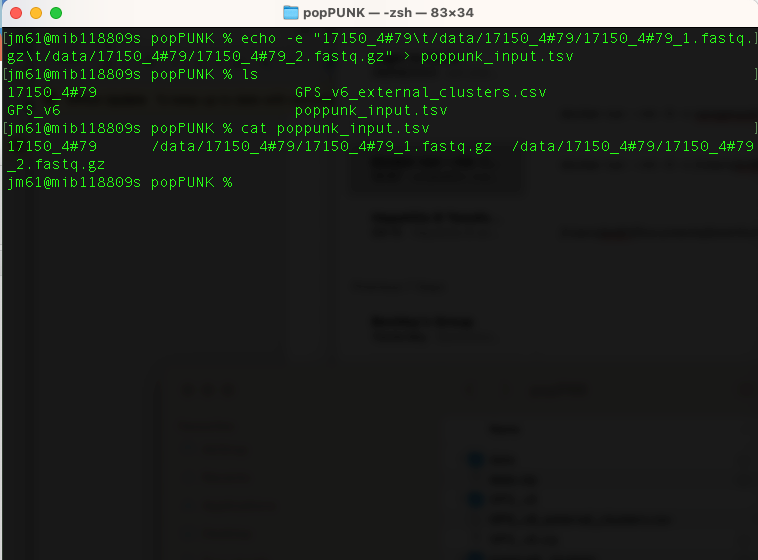 popPUNK — -zsh — 83×34
[jm61@mib118809s popPUNK % echo -e "17150_4#79\t/data/17150_4#79/17150_4#79_1.fastq.]
gz\t/data/17150_4#79/17150_4#79_2.fastq.gz" > poppunk_input.tsv
[jm61@mib118809s popPUNK % ls ]
17150_4#79 GPS_v6_external_clusters.csv
GPS_v6 poppunk_input.tsv
[jm61@mib118809s popPUNK % cat poppunk_input.tsv ]
17150_4#79 /data/17150_4#79/17150_4#79_1.fastq.gz /data/17150_4#79/17150_4#79
_2.fastq.gz
jm61@mib118809s popPUNK %